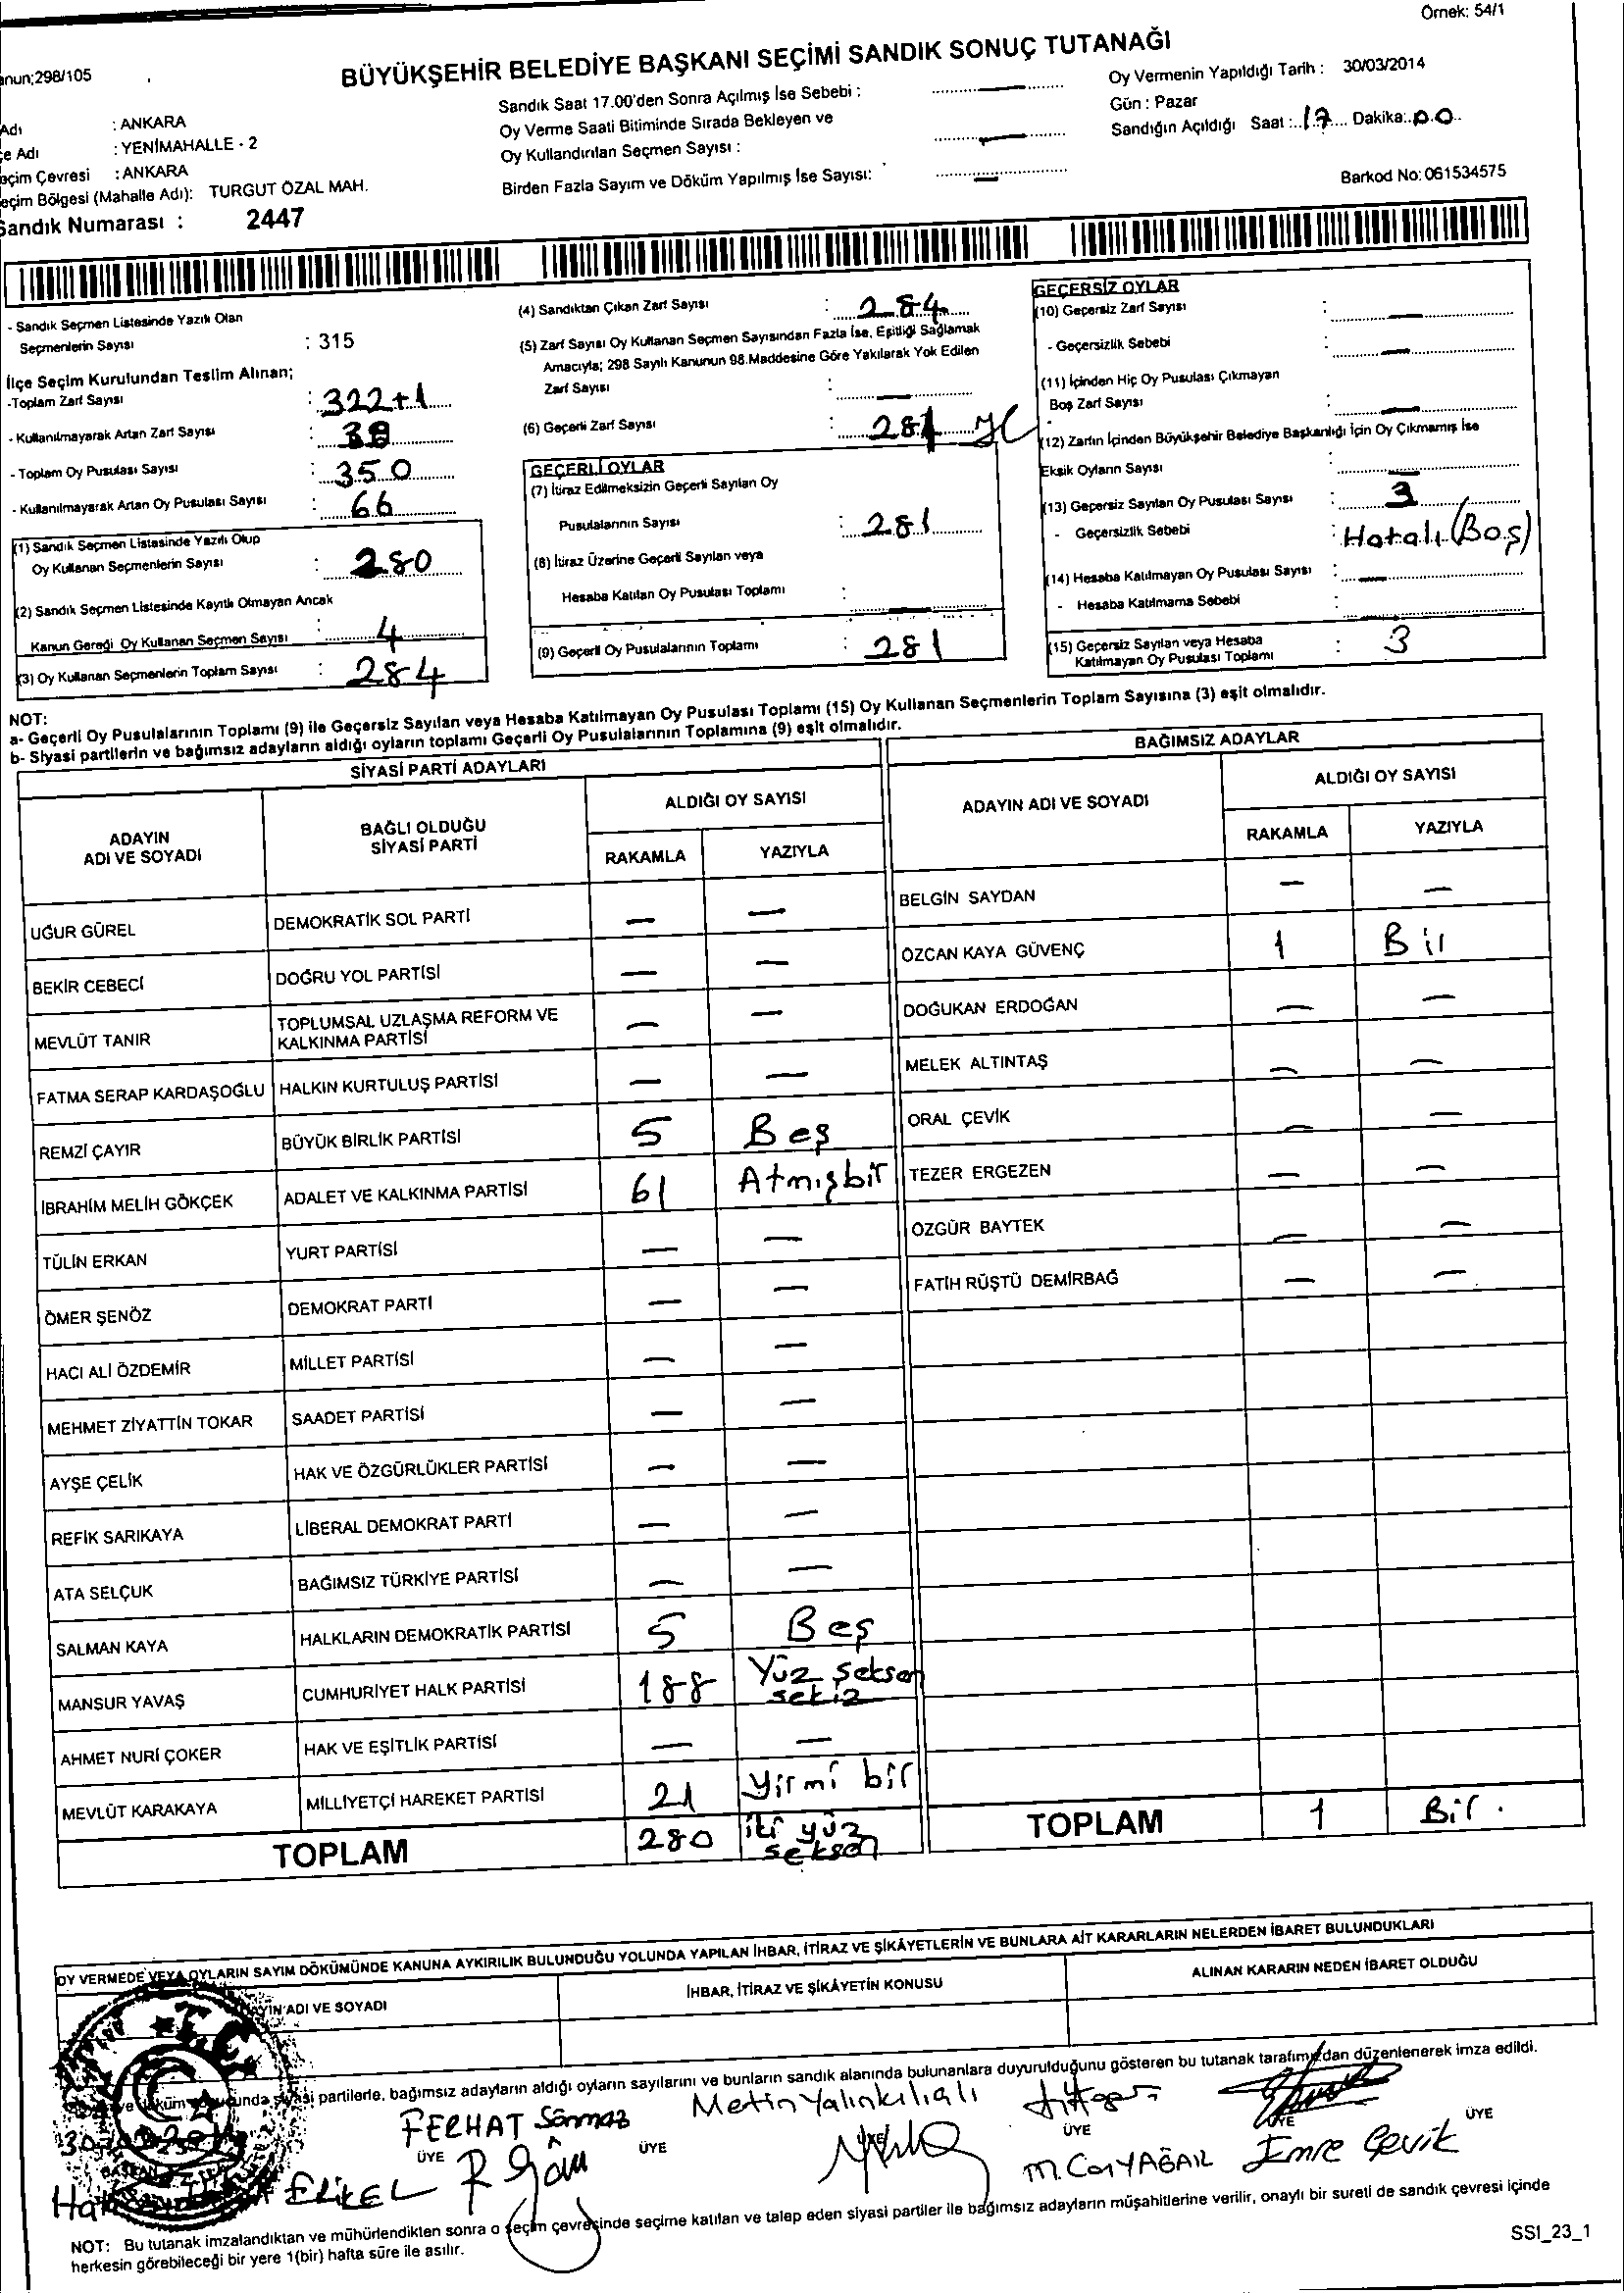 Örnek: 54/1
BÜYÜKŞEHİR BELEDİYE BAŞKANI SEÇİMİ SANDIK SONUÇ TUTANAĞI
anun;298/105
Adı : ANKARA
çe Adı : YENİMAHALLE - 2
eçim Çevresi : ANKARA
eçim Bölgesi (Mahalle Adı): TURGUT ÖZAL MAH.
Sandık Numarası : 2447
Sandık Saat 17.00'den Sonra Açılmış İse Sebebi : —
Oy Verme Saati Bitiminde Sırada Bekleyen ve
Oy Kullandırılan Seçmen Sayısı : —
Birden Fazla Sayım ve Döküm Yapılmış İse Sayısı: —
Oy Vermenin Yapıldığı Tarih : 30/03/2014
Gün : Pazar
Sandığın Açıldığı Saat : 17 Dakika: 00
Barkod No: 061534575
- Sandık Seçmen Listesinde Yazılı Olan
Seçmenlerin Sayısı : 315
İlçe Seçim Kurulundan Teslim Alınan;
-Toplam Zarf Sayısı : 322+1
- Kullanılmayarak Artan Zarf Sayısı : 38
- Toplam Oy Pusulası Sayısı : 350
- Kullanılmayarak Artan Oy Pusulası Sayısı : 66
(1) Sandık Seçmen Listesinde Yazılı Olup
Oy Kullanan Seçmenlerin Sayısı : 280
(2) Sandık Seçmen Listesinde Kayıtlı Olmayan Ancak
Kanun Gereği Oy Kullanan Seçmen Sayısı : 4
(3) Oy Kullanan Seçmenlerin Toplam Sayısı : 284
(4) Sandıktan Çıkan Zarf Sayısı : 284
(5) Zarf Sayısı Oy Kullanan Seçmen Sayısından Fazla İse, Eşitliği Sağlamak
Amacıyla; 298 Sayılı Kanunun 98.Maddesine Göre Yakılarak Yok Edilen
Zarf Sayısı : —
(6) Geçerli Zarf Sayısı : 284
GEÇERLİ OYLAR
(7) İtiraz Edilmeksizin Geçerli Sayılan Oy
Pusulalarının Sayısı : 281
(8) İtiraz Üzerine Geçerli Sayılan veya
Hesaba Katılan Oy Pusulası Toplamı : —
(9) Geçerli Oy Pusulalarının Toplamı : 281
GEÇERSİZ OYLAR
(10) Geçersiz Zarf Sayısı : —
- Geçersizlik Sebebi : —
(11) İçinden Hiç Oy Pusulası Çıkmayan
Boş Zarf Sayısı : —
(12) Zarfın İçinden Büyükşehir Belediye Başkanlığı İçin Oy Çıkmamış İse
Eksik Oyların Sayısı : —
(13) Geçersiz Sayılan Oy Pusulası Sayısı : 3
- Geçersizlik Sebebi : Hatalı (Boş)
(14) Hesaba Katılmayan Oy Pusulası Sayısı : —
- Hesaba Katılmama Sebebi : —
(15) Geçersiz Sayılan veya Hesaba
Katılmayan Oy Pusulası Toplamı : 3
NOT:
a- Geçerli Oy Pusulalarının Toplamı (9) ile Geçersiz Sayılan veya Hesaba Katılmayan Oy Pusulası Toplamı (15) Oy Kullanan Seçmenlerin Toplam Sayısına (3) eşit olmalıdır.
b- Siyasi partilerin ve bağımsız adayların aldığı oyların toplamı Geçerli Oy Pusulalarının Toplamına (9) eşit olmalıdır.
SİYASİ PARTİ ADAYLARI
ADAYIN ADI VE SOYADI BAĞLI OLDUĞU SİYASİ PARTİ ALDIĞI OY SAYISI
RAKAMLA YAZIYLA
UĞUR GÜREL DEMOKRATİK SOL PARTİ — —
BEKİR CEBECİ DOĞRU YOL PARTİSİ — —
MEVLÜT TANIR TOPLUMSAL UZLAŞMA REFORM VE KALKINMA PARTİSİ — —
FATMA SERAP KARDAŞOĞLU HALKIN KURTULUŞ PARTİSİ — —
REMZİ ÇAYIR BÜYÜK BİRLİK PARTİSİ 5 Beş
İBRAHİM MELİH GÖKÇEK ADALET VE KALKINMA PARTİSİ 61 Atmışbir
TÜLİN ERKAN YURT PARTİSİ — —
ÖMER ŞENÖZ DEMOKRAT PARTİ — —
HACI ALİ ÖZDEMİR MİLLET PARTİSİ — —
MEHMET ZİYATTİN TOKAR SAADET PARTİSİ — —
AYŞE ÇELİK HAK VE ÖZGÜRLÜKLER PARTİSİ — —
REFİK SARIKAYA LİBERAL DEMOKRAT PARTİ — —
ATA SELÇUK BAĞIMSIZ TÜRKİYE PARTİSİ — —
SALMAN KAYA HALKLARIN DEMOKRATİK PARTİSİ 5 Beş
MANSUR YAVAŞ CUMHURİYET HALK PARTİSİ 188 Yüz seksen sekiz
AHMET NURİ ÇOKER HAK VE EŞİTLİK PARTİSİ — —
MEVLÜT KARAKAYA MİLLİYETÇİ HAREKET PARTİSİ 21 Yirmi bir
TOPLAM 280 iki yüz seksen
BAĞIMSIZ ADAYLAR
ADAYIN ADI VE SOYADI ALDIĞI OY SAYISI
RAKAMLA YAZIYLA
BELGİN SAYDAN — —
ÖZCAN KAYA GÜVENÇ 1 Bir
DOĞUKAN ERDOĞAN — —
MELEK ALTINTAŞ — —
ORAL ÇEVİK — —
TEZER ERGEZEN — —
ÖZGÜR BAYTEK — —
FATİH RÜŞTÜ DEMİRBAĞ — —
TOPLAM 1 Bir .
OY VERMEDE VEYA OYLARIN SAYIM DÖKÜMÜNDE KANUNA AYKIRILIK BULUNDUĞU YOLUNDA YAPILAN İHBAR, İTİRAZ VE ŞİKÂYETLERİN VE BUNLARA AİT KARARLARIN NELERDEN İBARET BULUNDUKLARI
ADI VE SOYADI İHBAR, İTİRAZ VE ŞİKÂYETİN KONUSU ALINAN KARARIN NEDEN İBARET OLDUĞU
T.C.
siyasi partilerle, bağımsız adayların aldığı oyların sayılarını ve bunların sandık alanında bulunanlara duyurulduğunu gösteren bu tutanak tarafımızdan düzenlenerek imza edildi.
FERHAT Sönmez Metin Yalınkılıçlı
ÜYE ÜYE ÜYE ÜYE ÜYE ÜYE
Emre Çevik
NOT: Bu tutanak imzalandıktan ve mühürlendikten sonra o seçim çevresinde seçime katılan ve talep eden siyasi partiler ile bağımsız adayların müşahitlerine verilir, onaylı bir sureti de sandık çevresi içinde
herkesin görebileceği bir yere 1(bir) hafta süre ile asılır.
SSI_23_1